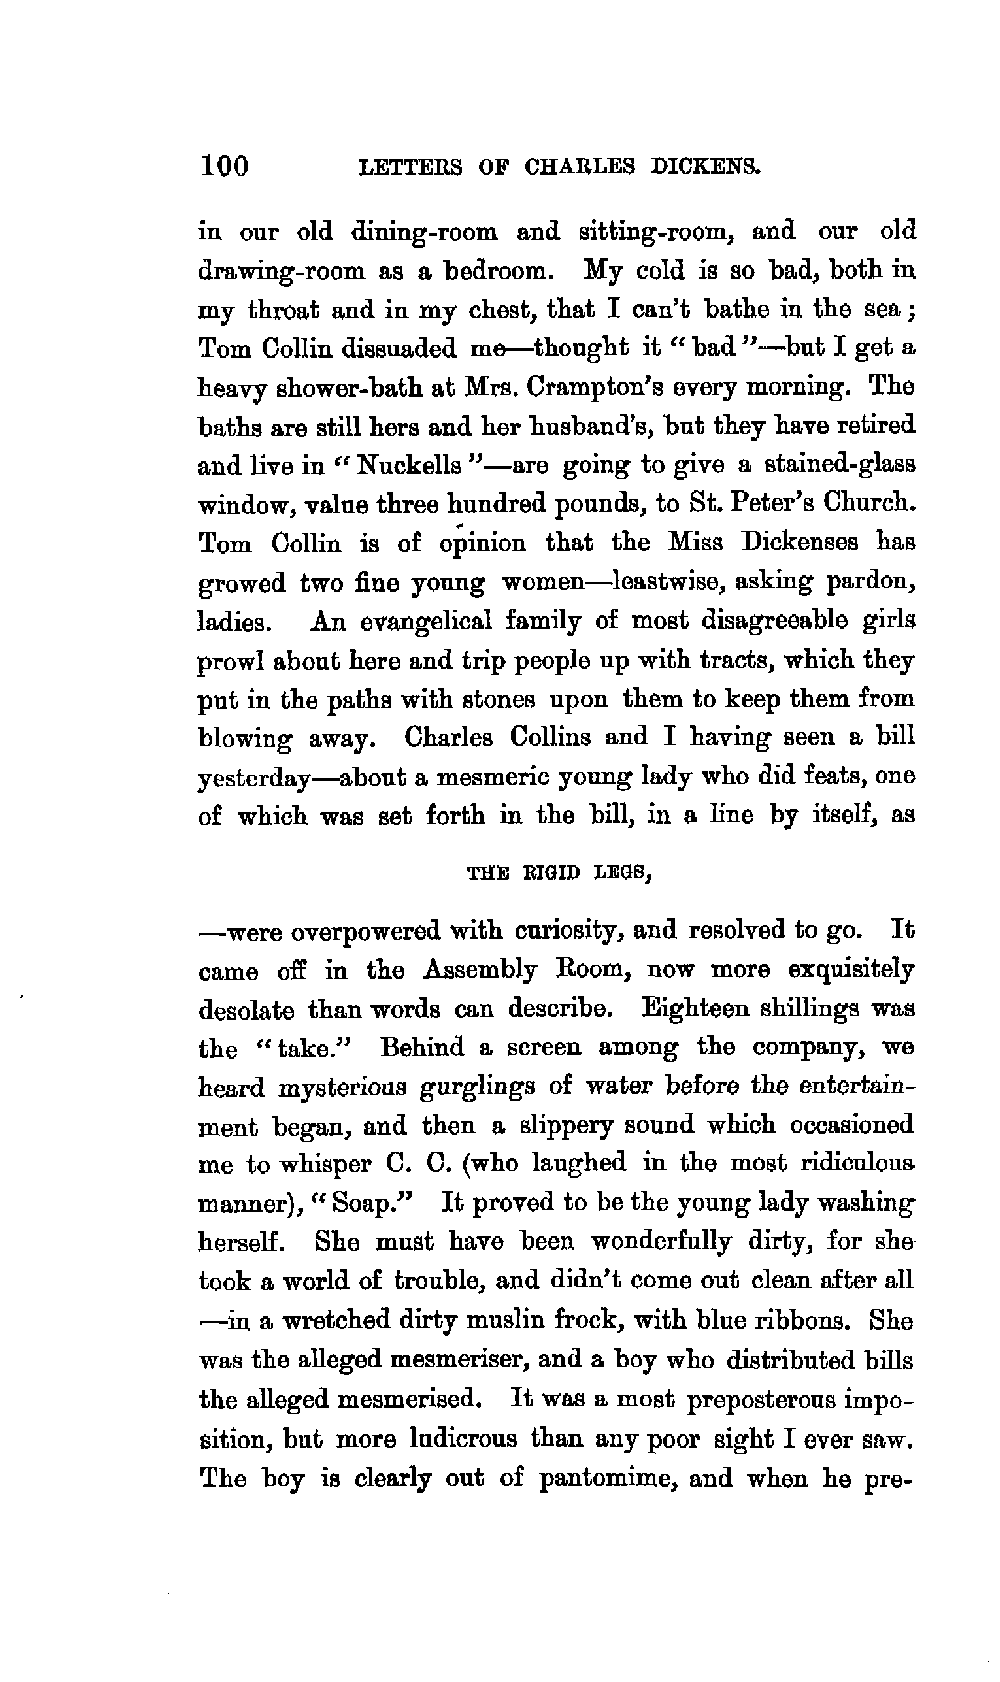 100 LETTERS OF CHARLES DICKENS.
in our old dining-room and sitting-room, and our old
drawing-room as a bedroom. My cold is so bad, both in
my throat and in my chest, that I can't bathe in the sea;
Tom Collin dissuaded me—thought it "bad"—but I get a
heavy shower-bath at Mrs. Crampton's every morning. The
baths are still hers and her husband's, but they have retired
and live in "Nuckells"—are going to give a stained-glass
window, value three hundred pounds, to St. Peter's Church.
Tom Collin is of opinion that the Miss Dickenses has
growed two fine young women—leastwise, asking pardon,
ladies. An evangelical family of most disagreeable girls
prowl about here and trip people up with tracts, which they
put in the paths with stones upon them to keep them from
blowing away. Charles Collins and I having seen a bill
yesterday—about a mesmeric young lady who did feats, one
of which was set forth in the bill, in a line by itself, as
THE RIGID LEGS,
—were overpowered with curiosity, and resolved to go. It
came off in the Assembly Room, now more exquisitely
desolate than words can describe. Eighteen shillings was
the "take." Behind a screen among the company, we
heard mysterious gurglings of water before the entertain-
ment began, and then a slippery sound which occasioned
me to whisper C. C. (who laughed in the most ridiculous
manner), "Soap." It proved to be the young lady washing
herself. She must have been wonderfully dirty, for she
took a world of trouble, and didn't come out clean after all
—in a wretched dirty muslin frock, with blue ribbons. She
was the alleged mesmeriser, and a boy who distributed bills
the alleged mesmerised. It was a most preposterous impo-
sition, but more ludicrous than any poor sight I ever saw.
The boy is clearly out of pantomime, and when he pre-